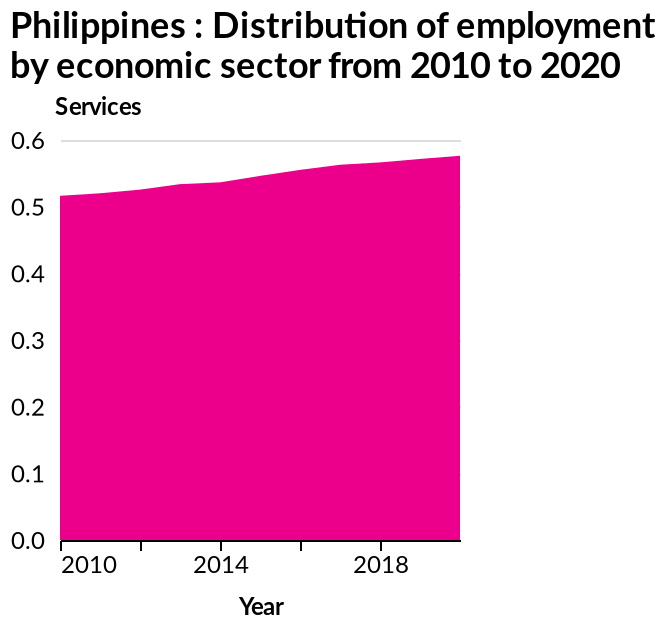 Philippines : Distribution of employment
by economic sector from 2010 to 2020
Services
0.6
0.5
0.4
0.3
0.2
0.1
0.0
2010 2014 2018
Year